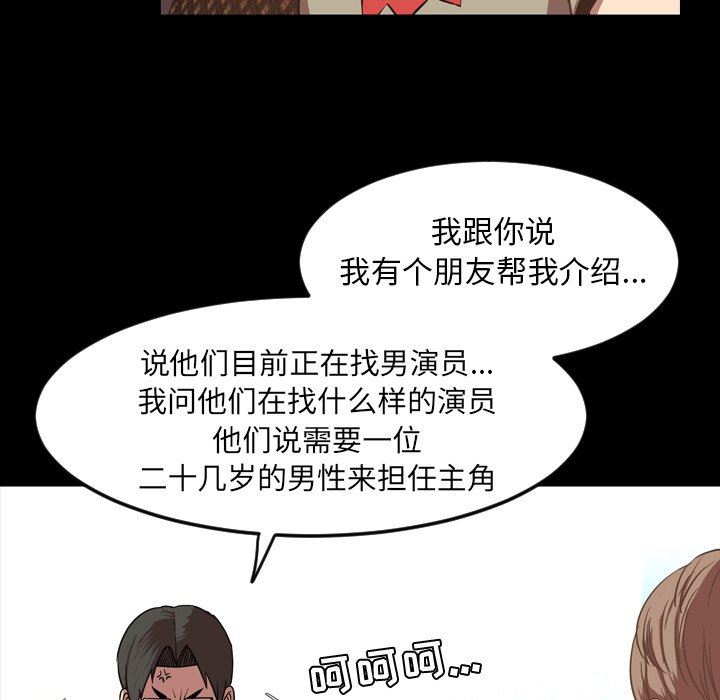 我跟你说
我有个朋友帮我介绍...
说他们目前正在找男演员...
我问他们在找什么样的演员
他们说需要一位
二十几岁的男性来担任主角
呵呵呵...